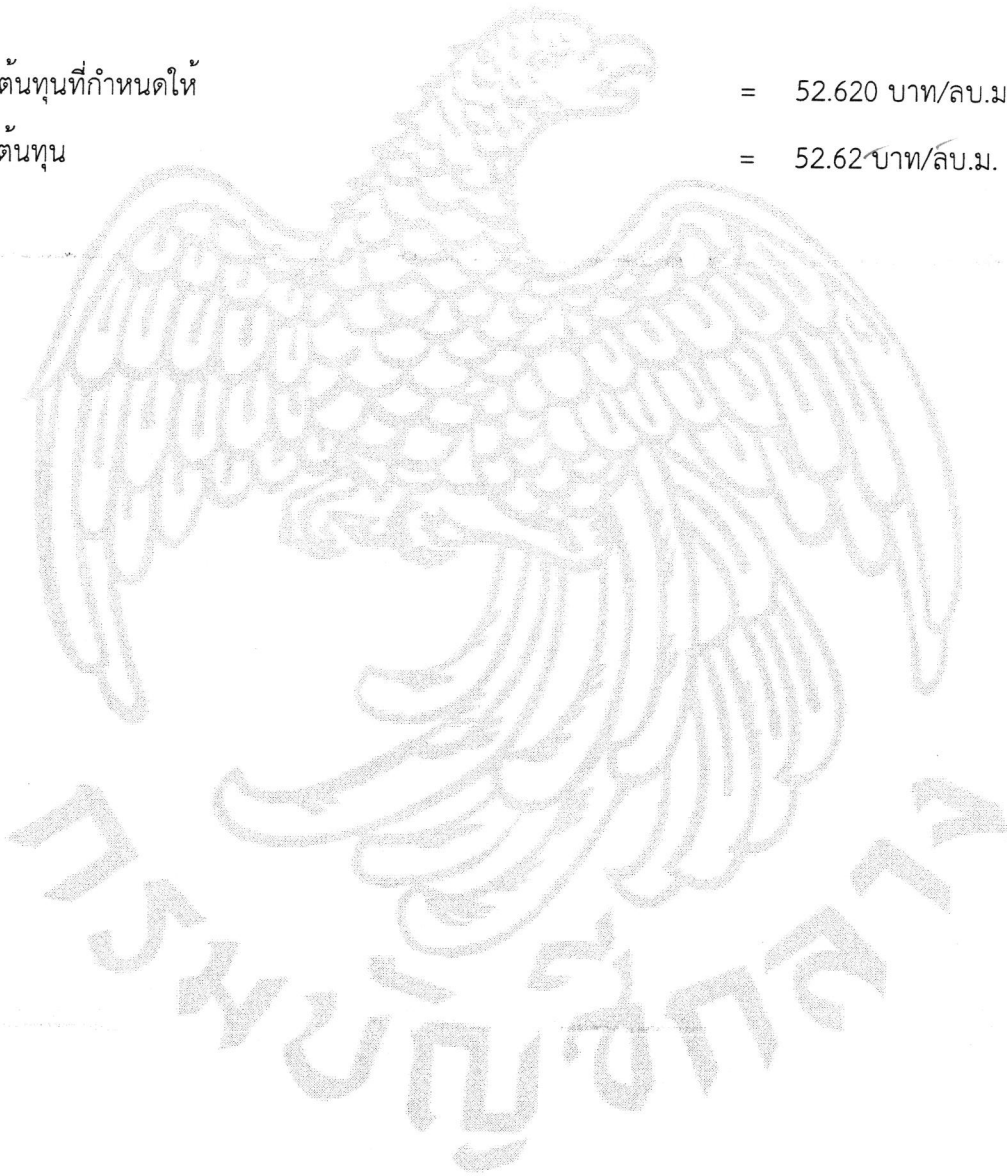 ต้นทุนที่กำหนดให้ = 52.620 บาท/ลบ.ม
ต้นทุน = 52.62 บาท/ลบ.ม.
กรมบัญชีกลาง